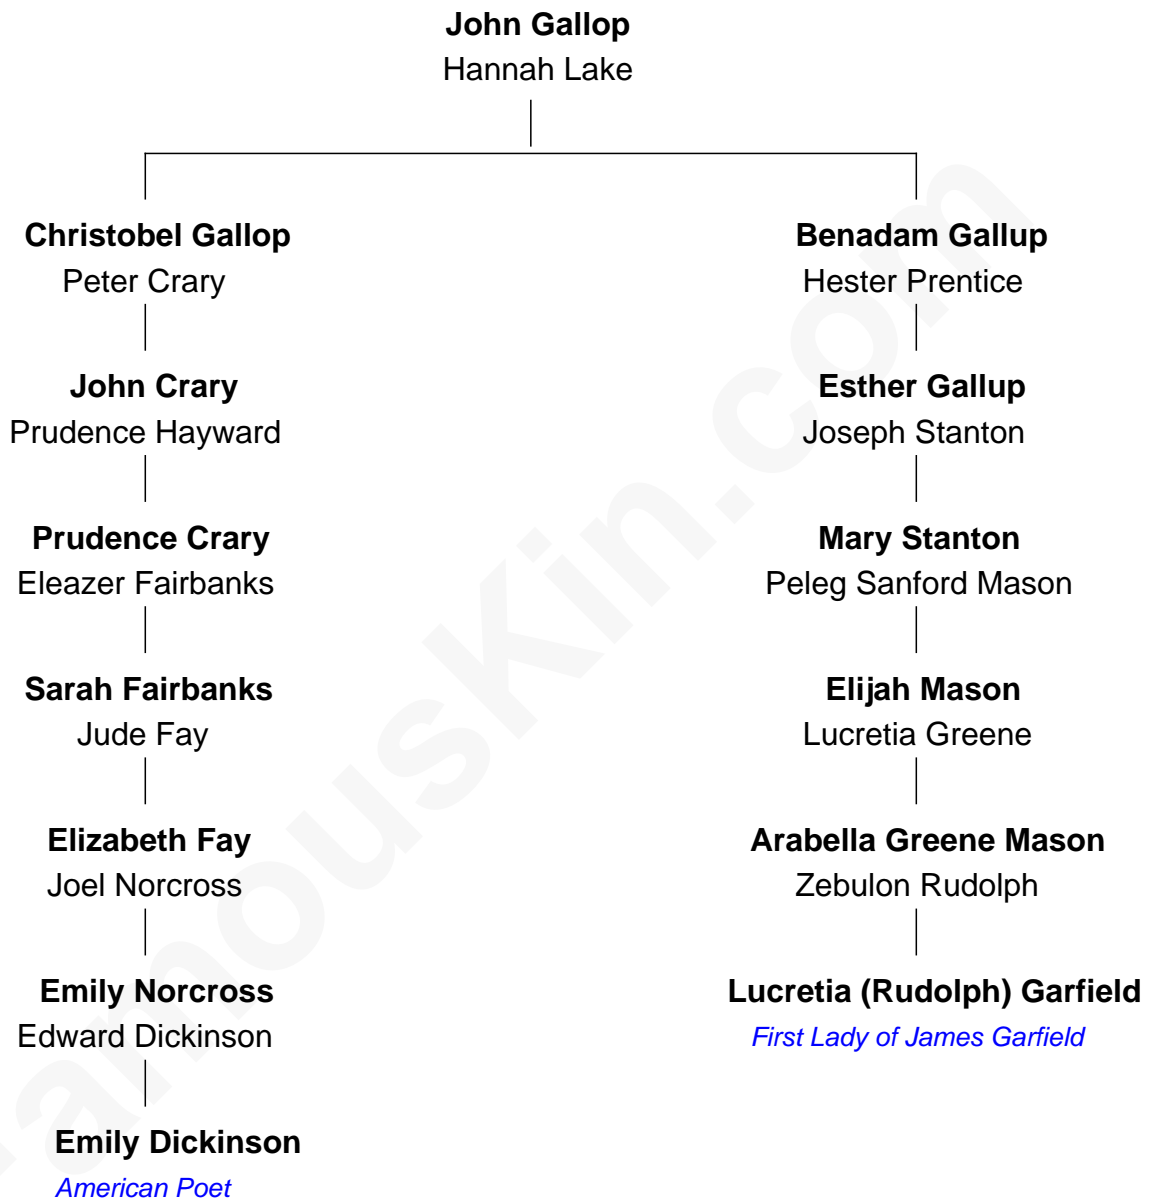 John Gallop
Hannah Lake
Christobel Gallop
Peter Crary
Benadam Gallup
Hester Prentice
John Crary
Prudence Hayward
Esther Gallup
Joseph Stanton
Prudence Crary
Eleazer Fairbanks
Mary Stanton
Peleg Sanford Mason
Sarah Fairbanks
Jude Fay
Elijah Mason
Lucretia Greene
Elizabeth Fay
Joel Norcross
Arabella Greene Mason
Zebulon Rudolph
Emily Norcross
Edward Dickinson
Lucretia (Rudolph) Garfield
First Lady of James Garfield
Emily Dickinson
American Poet
amousKin.com